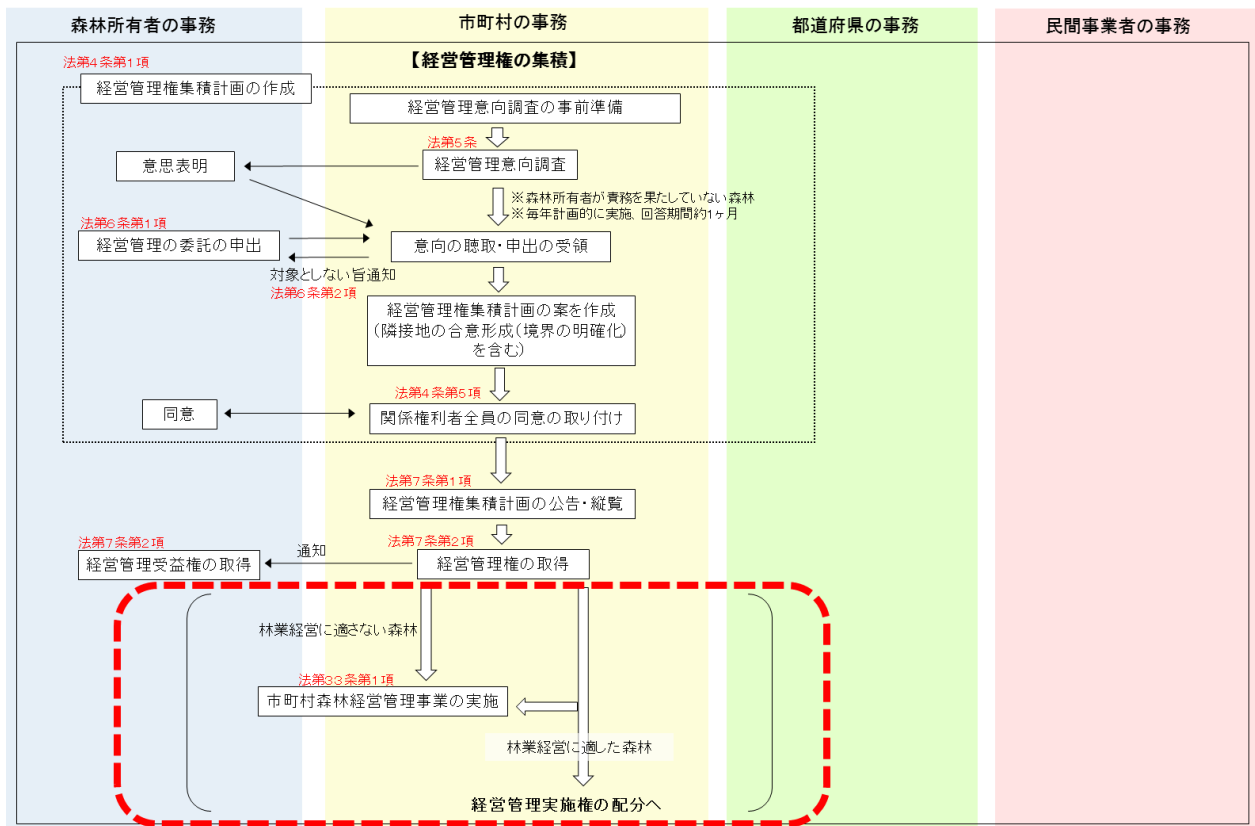 森林所有者の事務
市町村の事務
都道府県の事務
民間事業者の事務
【経営管理権の集積】
法第4条第1項
経営管理権集積計画の作成
経営管理意向調査の事前準備
法第5条
意思表明
経営管理意向調査
※森林所有者が責務を果たしていない森林
※毎年計画的に実施、回答期間約1ヶ月
法第6条第1項
経営管理の委託の申出
意向の聴取・申出の受領
対象としない旨通知
法第6条第2項
経営管理権集積計画の案を作成
(隣接地の合意形成(境界の明確化)
を含む)
法第4条第5項
同意
関係権利者全員の同意の取り付け
法第7条第1項
経営管理権集積計画の公告・縦覧
法第7条第2項
経営管理受益権の取得
通知
法第7条第2項
経営管理権の取得
林業経営に適さない森林
法第33条第1項
市町村森林経営管理事業の実施
林業経営に適した森林
経営管理実施権の配分へ